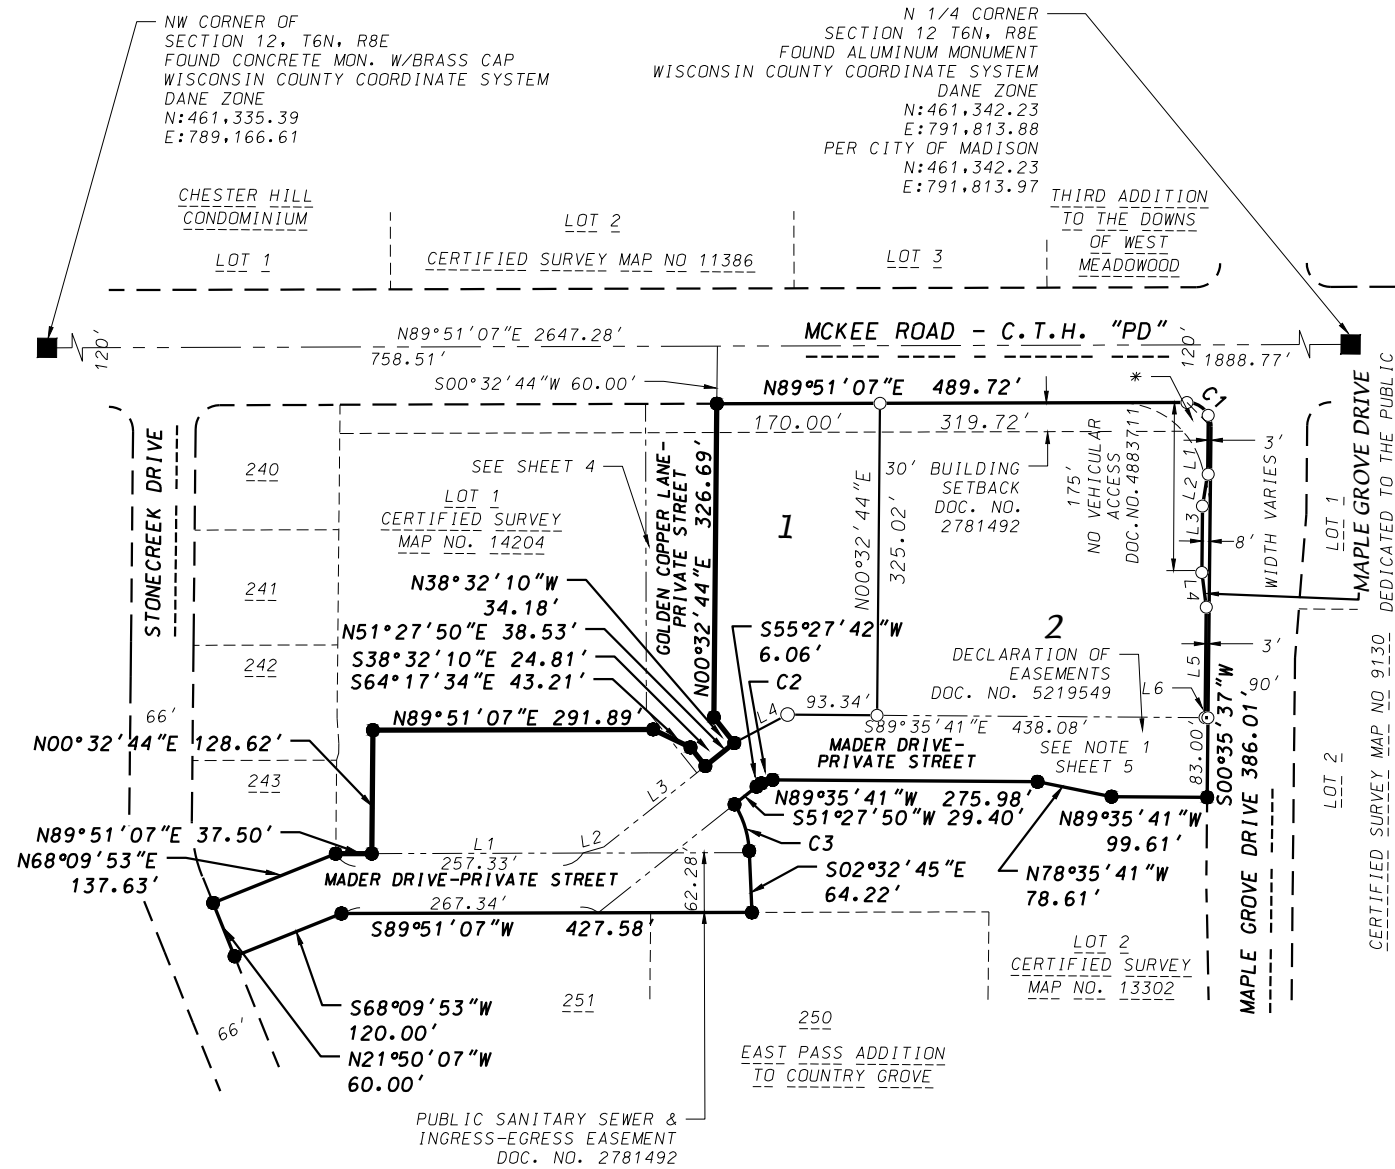 NW CORNER OF
SECTION 12, T6N, R8E
FOUND CONCRETE MON. W/BRASS CAP
WISCONSIN COUNTY COORDINATE SYSTEM
DANE ZONE
N:461,335.39
E:789,166.61
N 1/4 CORNER
SECTION 12 T6N, R8E
FOUND ALUMINUM MONUMENT
WISCONSIN COUNTY COORDINATE SYSTEM
DANE ZONE
N:461,342.23
E:791,813.88
PER CITY OF MADISON
N:461,342.23
E:791,813.97
CHESTER HILL
CONDOMINIUM
LOT 1
LOT 2
CERTIFIED SURVEY MAP NO 11386
LOT 3
THIRD ADDITION
TO THE DOWNS
OF WEST
MEADOWOOD
120'
N89°51'07"E 2647.28'
758.51'
MCKEE ROAD - C.T.H. "PD"
120'
1888.77'
S00°32'44"W 60.00'
N89°51'07"E 489.72'
*
C1
170.00'
319.72'
STONECREEK DRIVE
240
241
242
243
66'
SEE SHEET 4
LOT 1
CERTIFIED SURVEY
MAP NO. 14204
GOLDEN COPPER LANE-
PRIVATE STREET
N00°32'44"E 326.69'
1
N00°32'44"E
325.02'
30' BUILDING
SETBACK
DOC. NO.
2781492
175'
NO VEHICULAR
ACCESS
DOC.NO.4883711
L1
L2
L3
L4
L5
L6
3'
8'
3'
WIDTH VARIES
90'
LOT 1
MAPLE GROVE DRIVE
DEDICATED TO THE PUBLIC
N38°32'10"W
34.18'
N51°27'50"E 38.53'
S38°32'10"E 24.81'
S64°17'34"E 43.21'
S55°27'42"W
6.06'
C2
2
DECLARATION OF
EASEMENTS
DOC. NO. 5219549
N89°51'07"E 291.89'
L4
93.34'
S89°35'41"E 438.08'
MADER DRIVE-
PRIVATE STREET
SEE NOTE 1
SHEET 5
83.00'
S00°35'37"W
386.01'
N00°32'44"E 128.62'
L3
N89°35'41"W 275.98'
S51°27'50"W 29.40'
N89°35'41"W
99.61'
N78°35'41"W
78.61'
N89°51'07"E 37.50'
N68°09'53"E
137.63'
L1
L2
257.33'
C3
S02°32'45"E
64.22'
62.28'
MADER DRIVE-PRIVATE STREET
267.34'
S89°51'07"W 427.58'
MAPLE GROVE DRIVE
LOT 2
CERTIFIED SURVEY MAP NO 9130
LOT 2
CERTIFIED SURVEY
MAP NO. 13302
S68°09'53"W
120.00'
N21°50'07"W
60.00'
66'
251
250
EAST PASS ADDITION
TO COUNTRY GROVE
PUBLIC SANITARY SEWER &
INGRESS-EGRESS EASEMENT
DOC. NO. 2781492